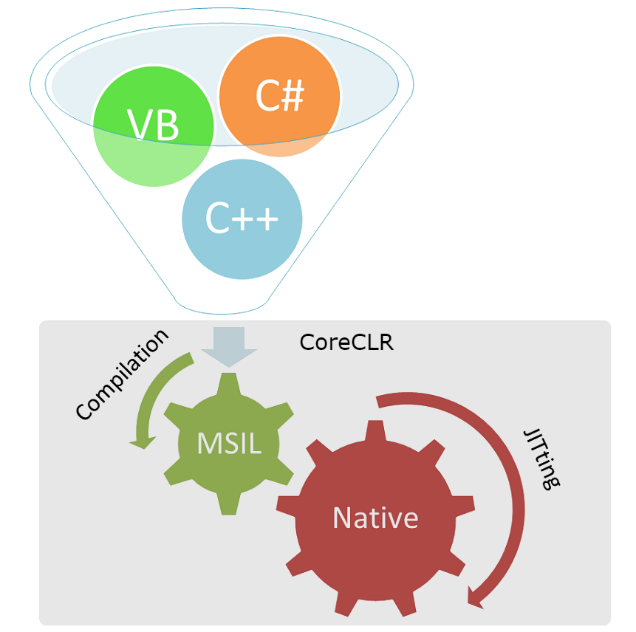 C#
VB
C++
CoreCLR
Compilation
MSIL
JITting
Native